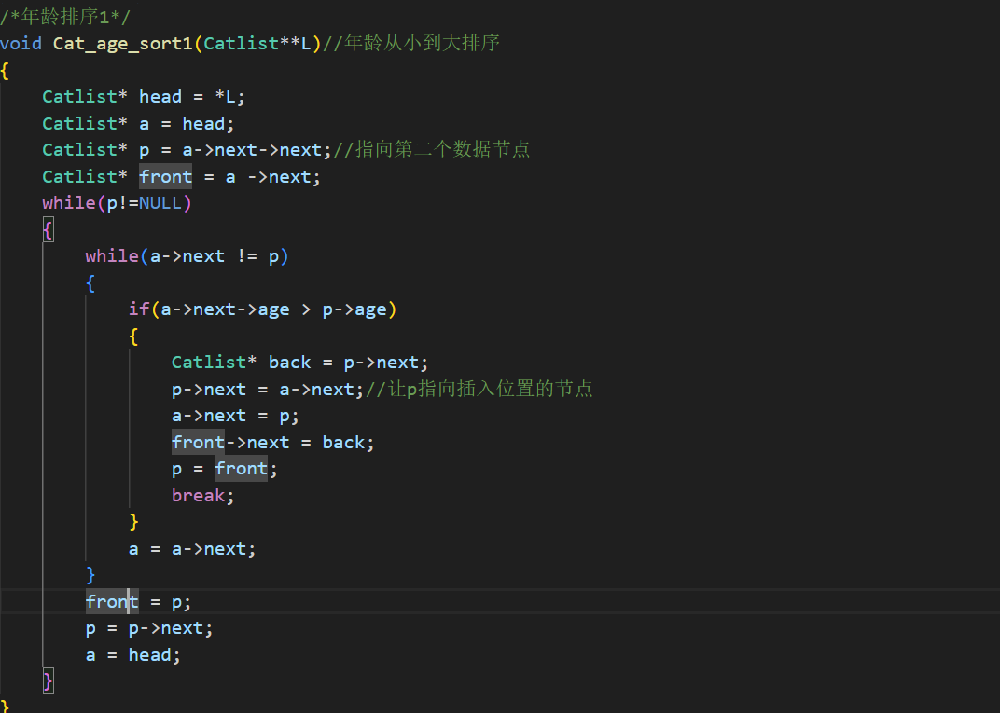 /*年龄排序1*/
void Cat_age_sort1(Catlist**L)//年龄从小到大排序
{
    Catlist* head = *L;
    Catlist* a = head;
    Catlist* p = a->next->next;//指向第二个数据节点
    Catlist* front = a ->next;
    while(p!=NULL)
    {
        while(a->next != p)
        {
            if(a->next->age > p->age)
            {
                Catlist* back = p->next;
                p->next = a->next;//让p指向插入位置的节点
                a->next = p;
                front->next = back;
                p = front;
                break;
            }
            a = a->next;
        }
        front = p;
        p = p->next;
        a = head;
    }
}